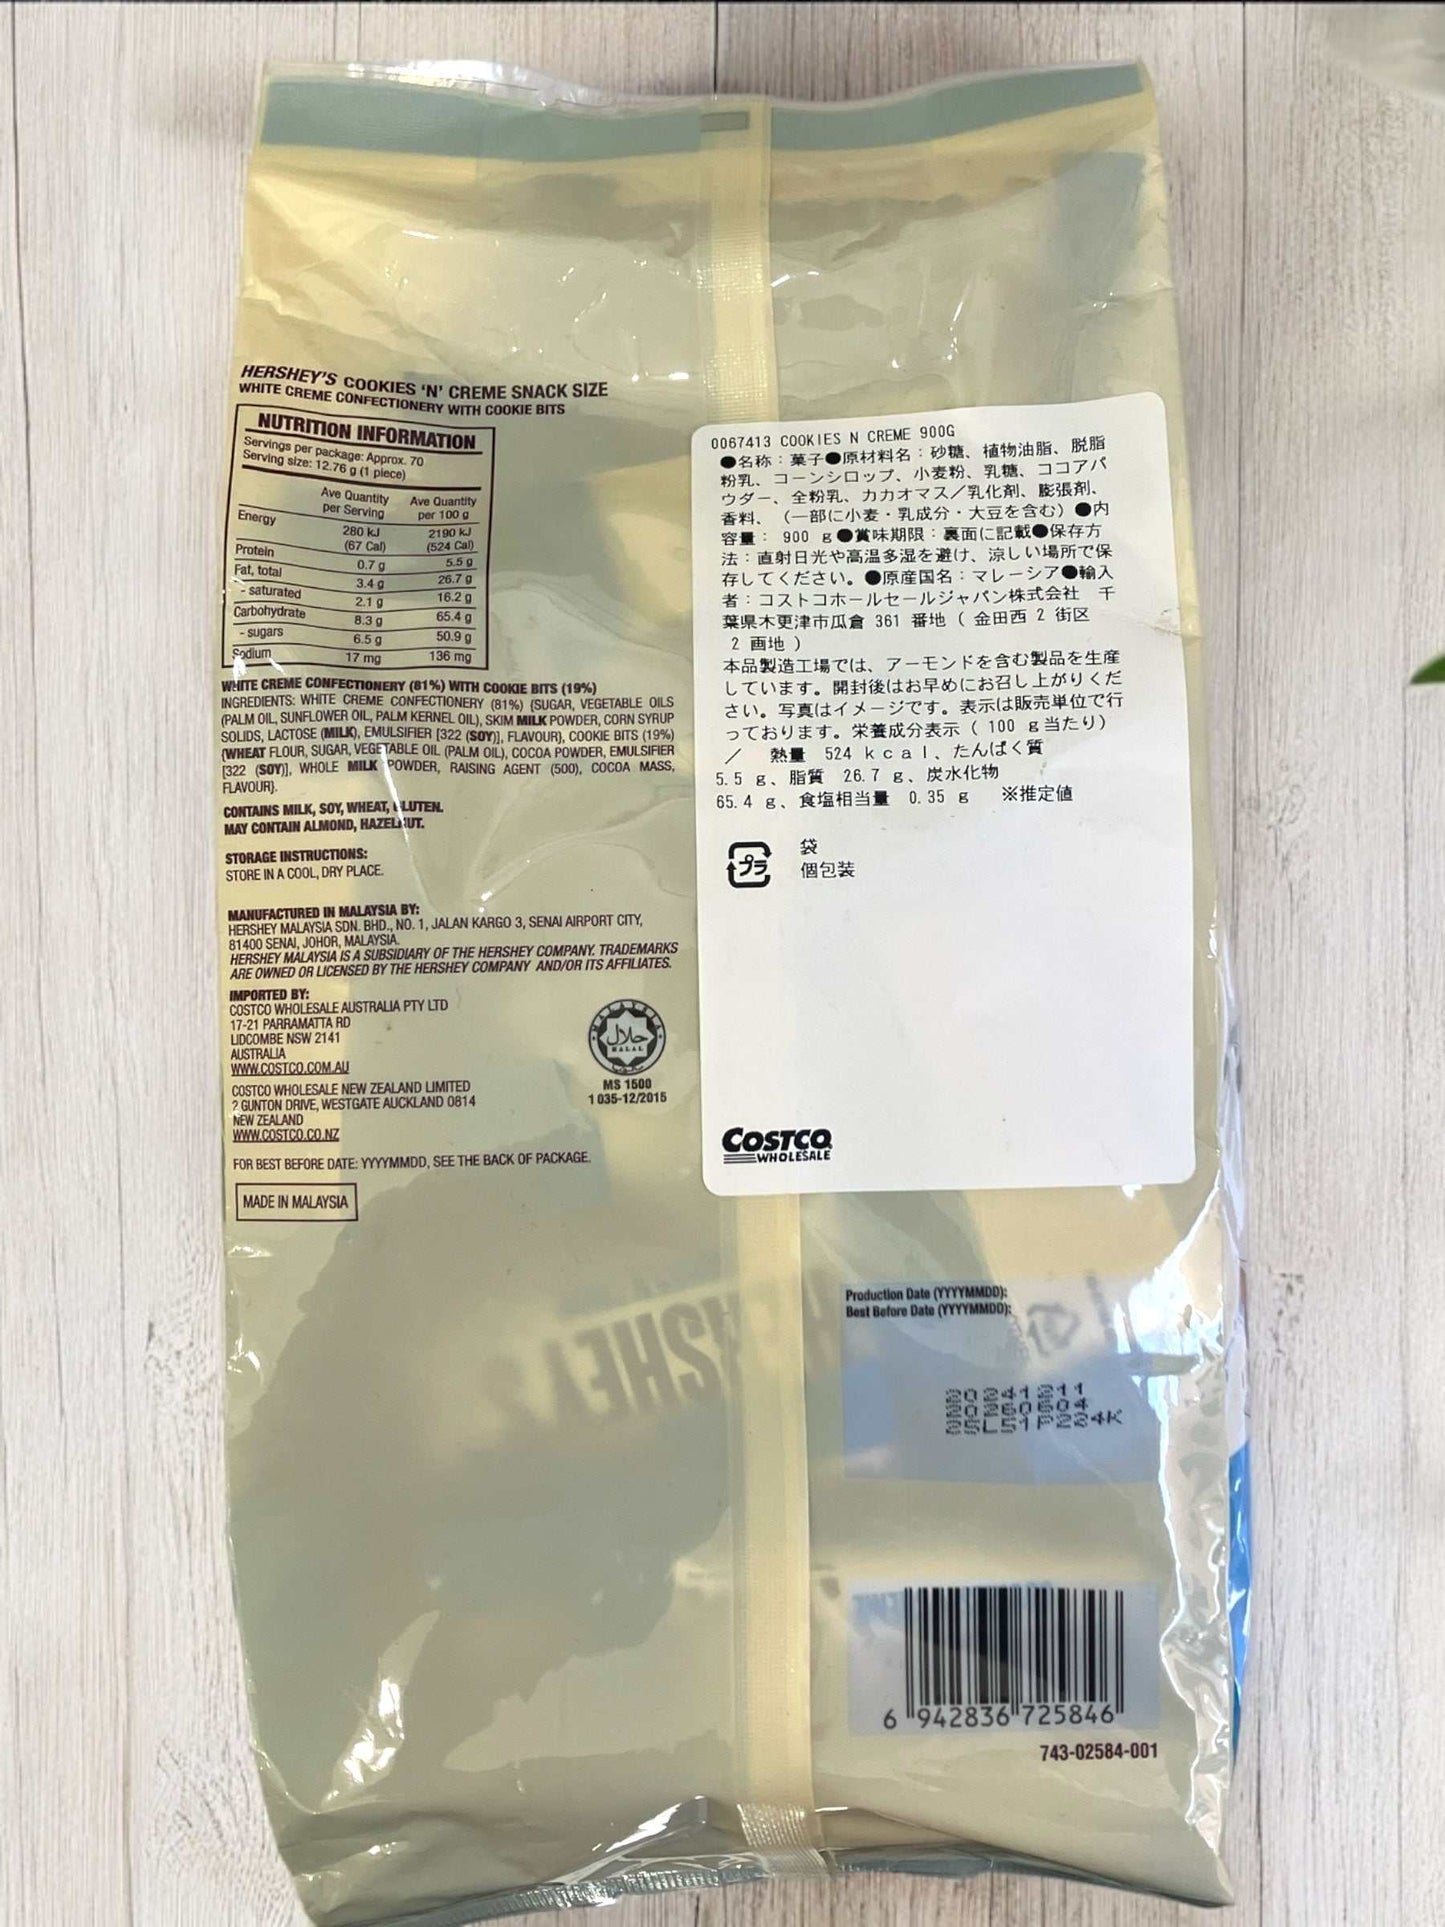 HERSHEY'S COOKIES 'N' CREME SNACK SIZE
WHITE CREME CONFECTIONERY WITH COOKIE BITS
NUTRITION INFORMATION
Servings per package: Approx. 70
Serving size: 12.76 g (1 piece)
Ave Quantity per Serving Ave Quantity per 100 g
Energy 280 kJ 2190 kJ
(67 Cal) (524 Cal)
Protein 0.7 g 5.5 g
Fat, total 3.4 g 26.7 g
- saturated 2.1 g 16.2 g
Carbohydrate 8.3 g 65.4 g
- sugars 6.5 g 50.9 g
Sodium 17 mg 136 mg
WHITE CREME CONFECTIONERY (81%) WITH COOKIE BITS (19%)
INGREDIENTS: WHITE CREME CONFECTIONERY (81%) {SUGAR, VEGETABLE OILS
(PALM OIL, SUNFLOWER OIL, PALM KERNEL OIL), SKIM MILK POWDER, CORN SYRUP
SOLIDS, LACTOSE (MILK), EMULSIFIER [322 (SOY)], FLAVOUR}, COOKIE BITS (19%)
{WHEAT FLOUR, SUGAR, VEGETABLE OIL (PALM OIL), COCOA POWDER, EMULSIFIER
[322 (SOY)], WHOLE MILK POWDER, RAISING AGENT (500), COCOA MASS,
FLAVOUR}.
CONTAINS MILK, SOY, WHEAT, GLUTEN.
MAY CONTAIN ALMOND, HAZELNUT.
STORAGE INSTRUCTIONS:
STORE IN A COOL, DRY PLACE.
MANUFACTURED IN MALAYSIA BY:
HERSHEY MALAYSIA SDN. BHD., NO. 1, JALAN KARGO 3, SENAI AIRPORT CITY,
81400 SENAI, JOHOR, MALAYSIA.
HERSHEY MALAYSIA IS A SUBSIDIARY OF THE HERSHEY COMPANY. TRADEMARKS
ARE OWNED OR LICENSED BY THE HERSHEY COMPANY AND/OR ITS AFFILIATES.
IMPORTED BY:
COSTCO WHOLESALE AUSTRALIA PTY LTD
17-21 PARRAMATTA RD
LIDCOMBE NSW 2141
AUSTRALIA
WWW.COSTCO.COM.AU
COSTCO WHOLESALE NEW ZEALAND LIMITED
2 GUNTON DRIVE, WESTGATE AUCKLAND 0814
NEW ZEALAND
WWW.COSTCO.CO.NZ
FOR BEST BEFORE DATE: YYYYMMDD, SEE THE BACK OF PACKAGE.
MADE IN MALAYSIA
MALAYSIA
حلال
HALAL
MS 1500
1 035-12/2015
0067413 COOKIES N CREME 900G
●名称：菓子●原材料名：砂糖、植物油脂、脱脂
粉乳、コーンシロップ、小麦粉、乳糖、ココアパ
ウダー、全粉乳、カカオマス／乳化剤、膨張剤、
香料、（一部に小麦・乳成分・大豆を含む）●内
容量： 900 g●賞味期限：裏面に記載●保存方
法：直射日光や高温多湿を避け、涼しい場所で保
存してください。●原産国名：マレーシア●輸入
者：コストコホールセールジャパン株式会社 千
葉県木更津市瓜倉 361 番地（ 金田西 2 街区
2 画地 ）
本品製造工場では、アーモンドを含む製品を生産
しています。開封後はお早めにお召し上がりくだ
さい。写真はイメージです。表示は販売単位で行
っております。栄養成分表示（ 100 g当たり）
／ 熱量 524 kcal、たんぱく質
5.5 g、脂質 26.7 g、炭水化物
65.4 g、食塩相当量 0.35 g ※推定値
プラ
袋
個包装
COSTCO
WHOLESALE
Production Date (YYYYMMDD):
Best Before Date (YYYYMMDD):
20241211
6 942836 725846
743-02584-001